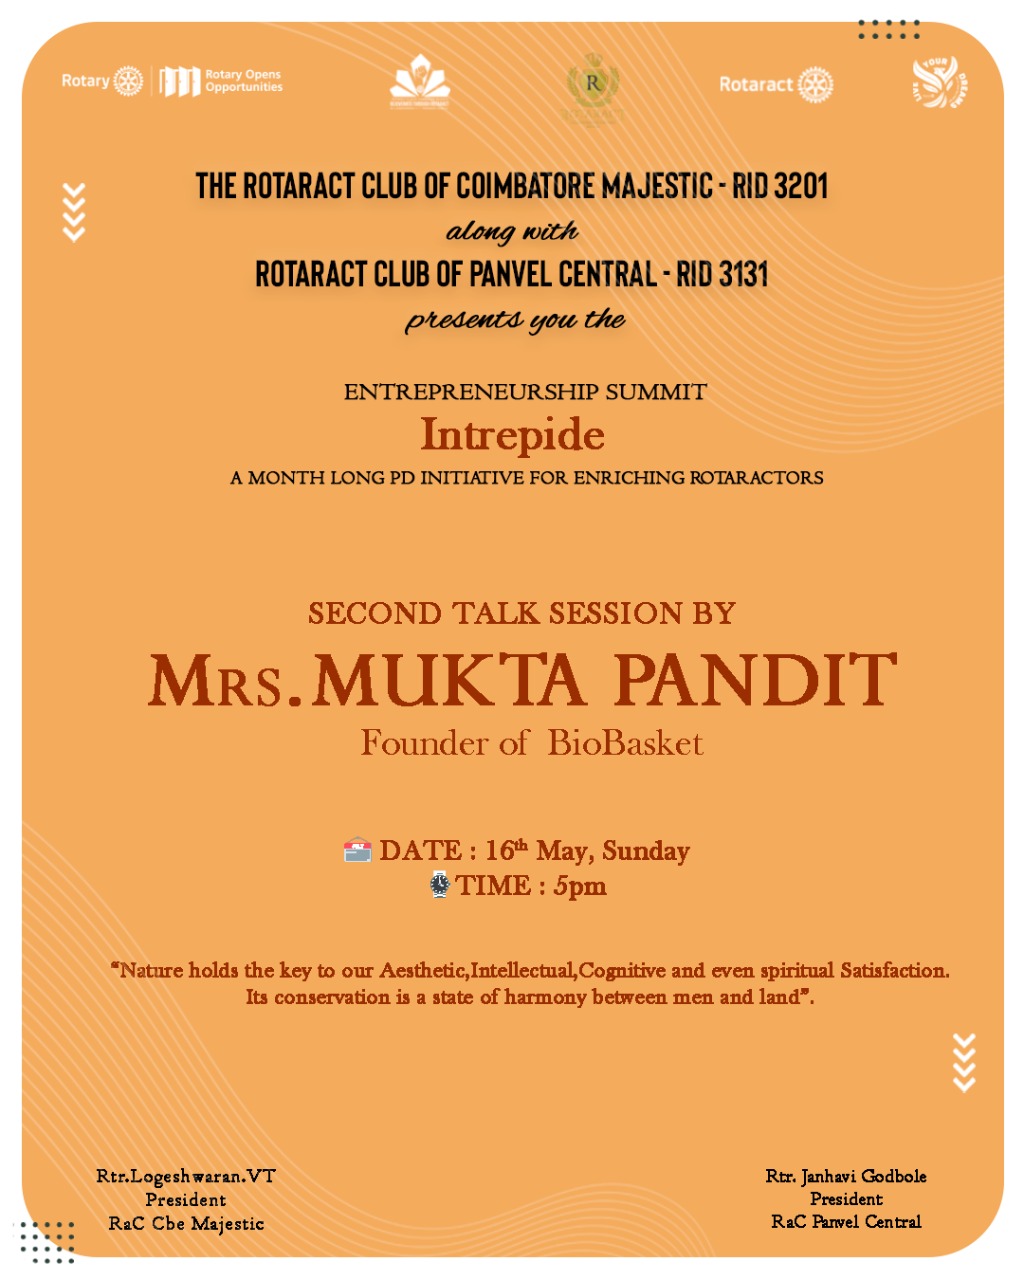 Rotary
Rotary Opens
Opportunities
Rotaract
LIVE YOUR DREAMS
THE ROTARACT CLUB OF COIMBATORE MAJESTIC - RID 3201
along with
ROTARACT CLUB OF PANVEL CENTRAL - RID 3131
presents you the
ENTREPRENEURSHIP SUMMIT
Intrepide
A MONTH LONG PD INITIATIVE FOR ENRICHING ROTARACTORS
SECOND TALK SESSION BY
MRS.MUKTA PANDIT
Founder of BioBasket
DATE : 16th May, Sunday
TIME : 5pm
“Nature holds the key to our Aesthetic,Intellectual,Cognitive and even spiritual Satisfaction.
Its conservation is a state of harmony between men and land”.
Rtr.Logeshwaran.VT
President
RaC Cbe Majestic
Rtr. Janhavi Godbole
President
RaC Panvel Central